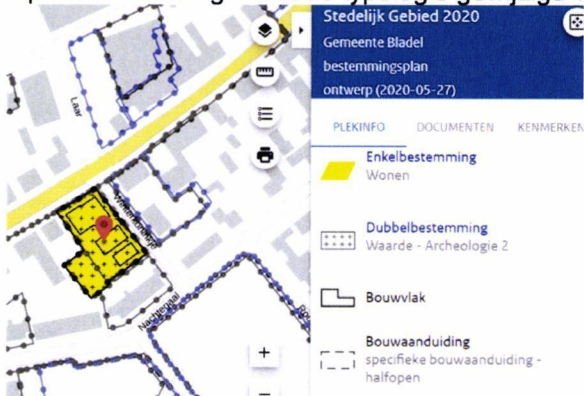 Stedelijk Gebied 2020
Gemeente Bladel
bestemmingsplan
ontwerp (2020-05-27)
PLEKINFO DOCUMENTEN KENMERKEN
Enkelbestemming
Wonen
Dubbelbestemming
Waarde - Archeologie 2
Bouwvlak
Bouwaanduiding
specifieke bouwaanduiding -
halfopen
Laar
Nachtegaal
+